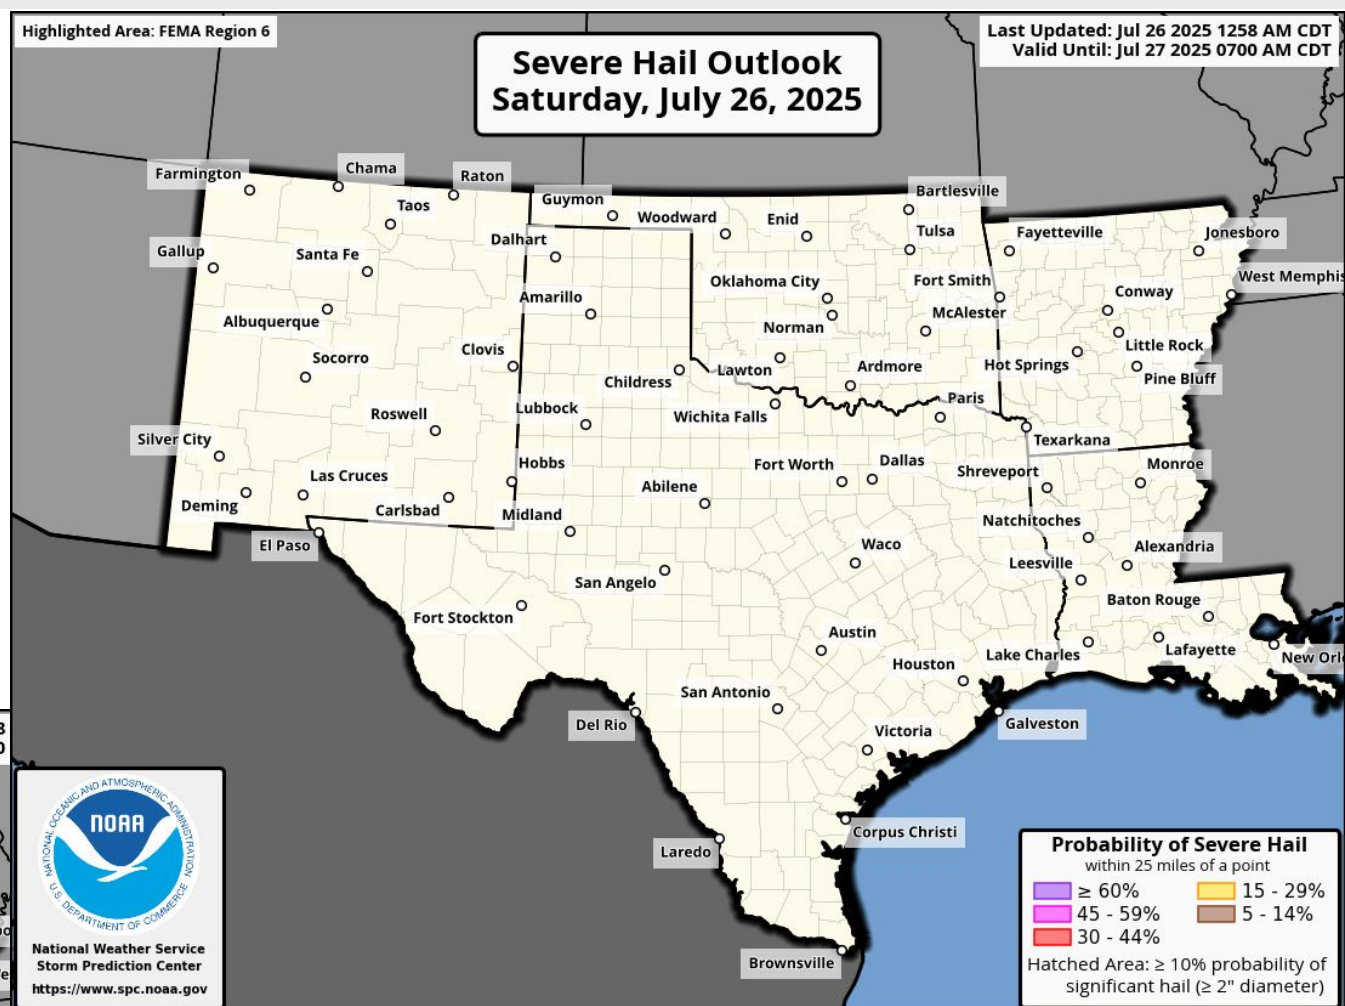 Highlighted Area: FEMA Region 6
Severe Hail Outlook
Saturday, July 26, 2025
Last Updated: Jul 26 2025 1258 AM CDT
Valid Until: Jul 27 2025 0700 AM CDT
Farmington
Chama
Raton
Taos
Guymon
Woodward
Enid
Bartlesville
Tulsa
Fayetteville
Jonesboro
Gallup
Santa Fe
Dalhart
Oklahoma City
Fort Smith
West Memphis
Albuquerque
Amarillo
Norman
McAlester
Conway
Little Rock
Socorro
Clovis
Childress
Lawton
Ardmore
Hot Springs
Pine Bluff
Roswell
Lubbock
Wichita Falls
Paris
Texarkana
Silver City
Las Cruces
Hobbs
Abilene
Fort Worth
Dallas
Shreveport
Monroe
Deming
Carlsbad
Midland
Natchitoches
El Paso
Waco
Alexandria
San Angelo
Leesville
Fort Stockton
Baton Rouge
Austin
Houston
Lake Charles
Lafayette
New Orl
San Antonio
Del Rio
Victoria
Galveston
Corpus Christi
Laredo
Brownsville
8
0
NATIONAL OCEANIC AND ATMOSPHERIC ADMINISTRATION
NOAA
U.S. DEPARTMENT OF COMMERCE
National Weather Service
Storm Prediction Center
https://www.spc.noaa.gov
Probability of Severe Hail
within 25 miles of a point
≥ 60% 15 - 29%
45 - 59% 5 - 14%
30 - 44%
Hatched Area: ≥ 10% probability of
significant hail (≥ 2" diameter)